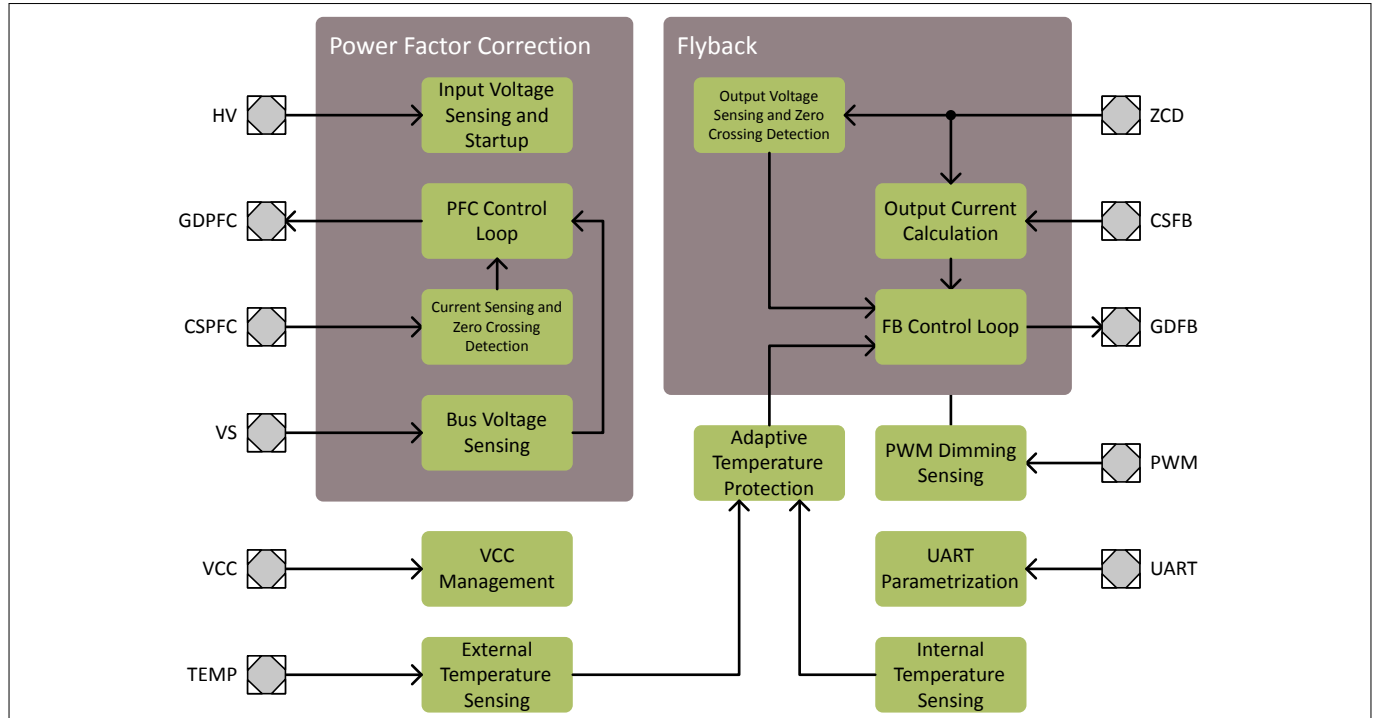 Power Factor Correction
Flyback
HV
Input Voltage
Sensing and
Startup
Output Voltage
Sensing and Zero
Crossing Detection
ZCD
GDPFC
PFC Control
Loop
Output Current
Calculation
CSFB
CSPFC
Current Sensing and
Zero Crossing
Detection
FB Control Loop
GDFB
VS
Bus Voltage
Sensing
Adaptive
Temperature
Protection
PWM Dimming
Sensing
PWM
VCC
VCC
Management
UART
Parametrization
UART
TEMP
External
Temperature
Sensing
Internal
Temperature
Sensing